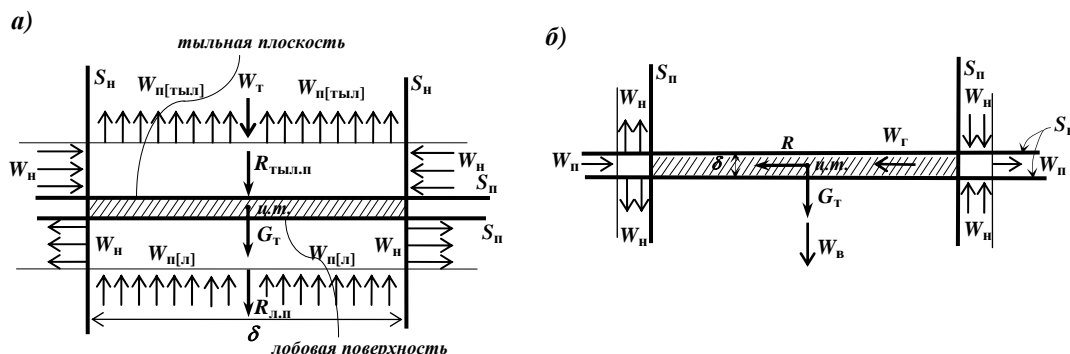 а)
тыльная плоскость
Sн
Wп[тыл]
Wт
Wп[тыл]
Sн
Wн
Rтыл.п
Wн
Sп
ц.т.
Wн
Gт
Wн
Sп
Wп[л]
Wп[л]
Rл.п
δ
лобовая поверхность
б)
Sп
Sп
Wн
Wн
Sн
Wп
R
Wг
Wп
δ
ц.т.
Wн
Gт
Wн
Wв